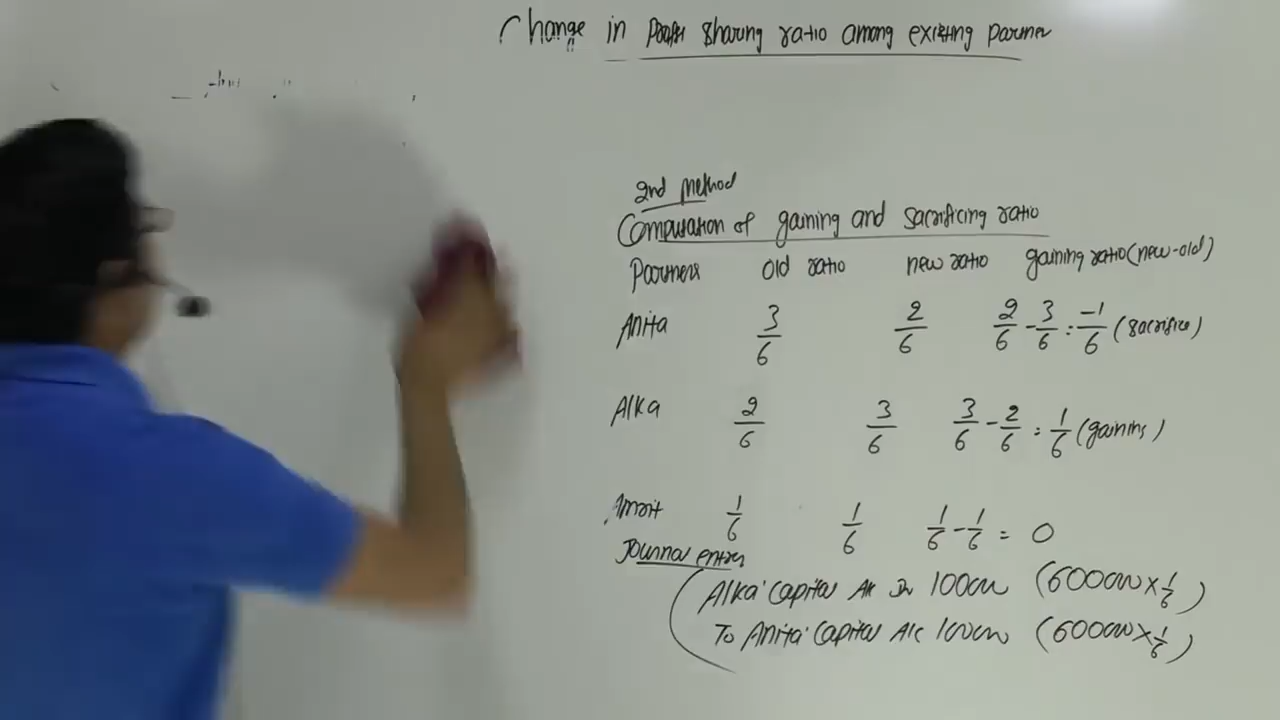 Change in Profit sharing ratio among existing partner
2nd method
Computation of gaining and sacrificing ratio
Partners old ratio new ratio gaining ratio (new-old)
Anita 3/6 2/6 2/6 - 3/6 = -1/6 (sacrifice)
Alka 2/6 3/6 3/6 - 2/6 = 1/6 (gaining)
Amrit 1/6 1/6 1/6 - 1/6 = 0
Journal entry
Alka' Capital A/c Dr 10000 (60000 × 1/6)
To Anita' Capital A/c 10000 (60000 × 1/6)